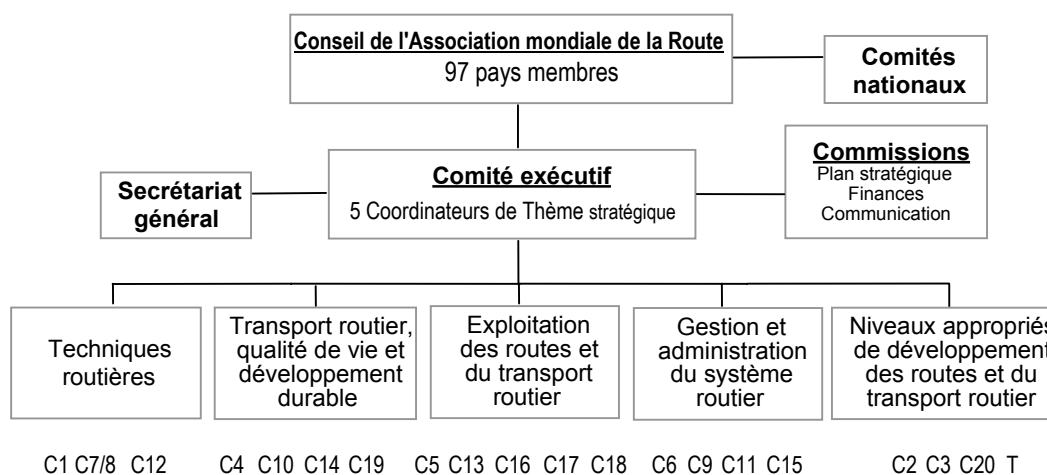 Conseil de l'Association mondiale de la Route
97 pays membres
Comités
nationaux
Secrétariat
général
Comité exécutif
5 Coordinateurs de Thème stratégique
Commissions
Plan stratégique
Finances
Communication
Techniques
routières
Transport routier,
qualité de vie et
développement
durable
Exploitation
des routes et
du transport
routier
Gestion et
administration
du système
routier
Niveaux appropriés
de développement
des routes et du
transport routier
C1 C7/8 C12
C4 C10 C14 C19
C5 C13 C16 C17 C18
C6 C9 C11 C15
C2 C3 C20 T